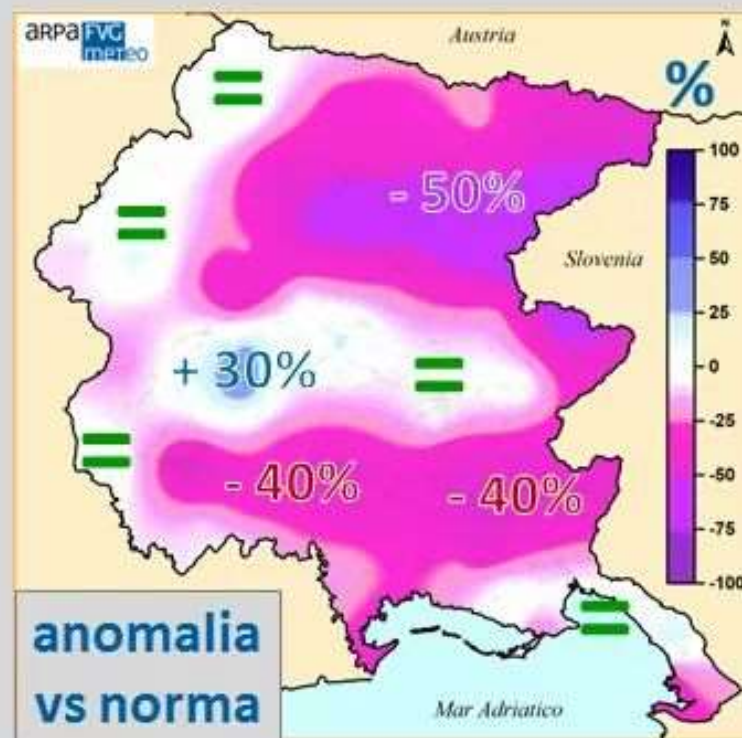 ARPA FVG
meteo
Austria
N
%
=
100
- 50%
75
=
50
Slovenia
25
+ 30%
=
0
-25
=
- 40%
- 40%
-50
-75
-100
=
anomalia
vs norma
Mar Adriatico